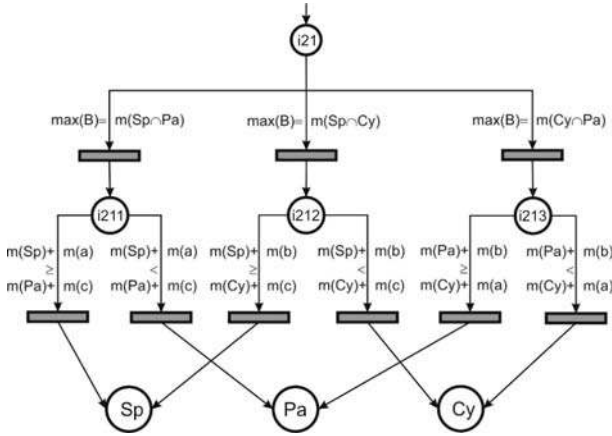 i21
max(B)= m(Sp∩Pa) max(B)= m(Sp∩Cy) max(B)= m(Cy∩Pa)
i211 i212 i213
m(Sp)+ m(a) m(Sp)+ m(a) m(Sp)+ m(b) m(Sp)+ m(b) m(Pa)+ m(b) m(Pa)+ m(b)
≥ < ≥ < ≥ <
m(Pa)+ m(c) m(Pa)+ m(c) m(Cy)+ m(c) m(Cy)+ m(c) m(Cy)+ m(a) m(Cy)+ m(a)
Sp Pa Cy